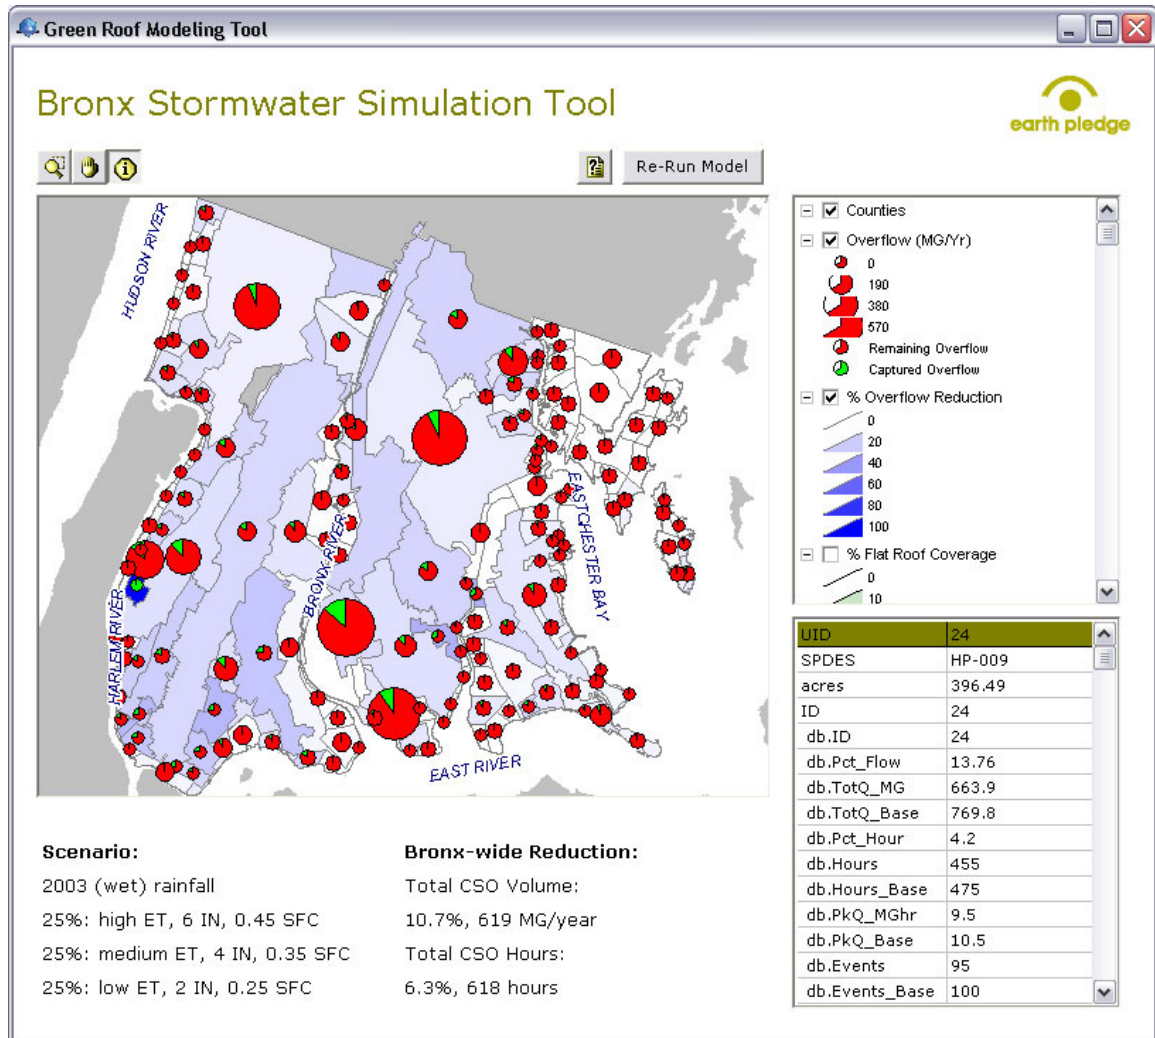 Green Roof Modeling Tool
Bronx Stormwater Simulation Tool
earth pledge
Re-Run Model
HUDSON RIVER
HARLEM RIVER
BRONX RIVER
EASTCHESTER BAY
EAST RIVER
Counties
Overflow (MG/Yr)
0
190
380
570
Remaining Overflow
Captured Overflow
% Overflow Reduction
0
20
40
60
80
100
% Flat Roof Coverage
0
10
UID 24
SPDES HP-009
acres 396.49
ID 24
db.ID 24
db.Pct_Flow 13.76
db.TotQ_MG 663.9
db.TotQ_Base 769.8
db.Pct_Hour 4.2
db.Hours 455
db.Hours_Base 475
db.PkQ_MGhr 9.5
db.PkQ_Base 10.5
db.Events 95
db.Events_Base 100
Scenario:
2003 (wet) rainfall
25%: high ET, 6 IN, 0.45 SFC
25%: medium ET, 4 IN, 0.35 SFC
25%: low ET, 2 IN, 0.25 SFC
Bronx-wide Reduction:
Total CSO Volume:
10.7%, 619 MG/year
Total CSO Hours:
6.3%, 618 hours